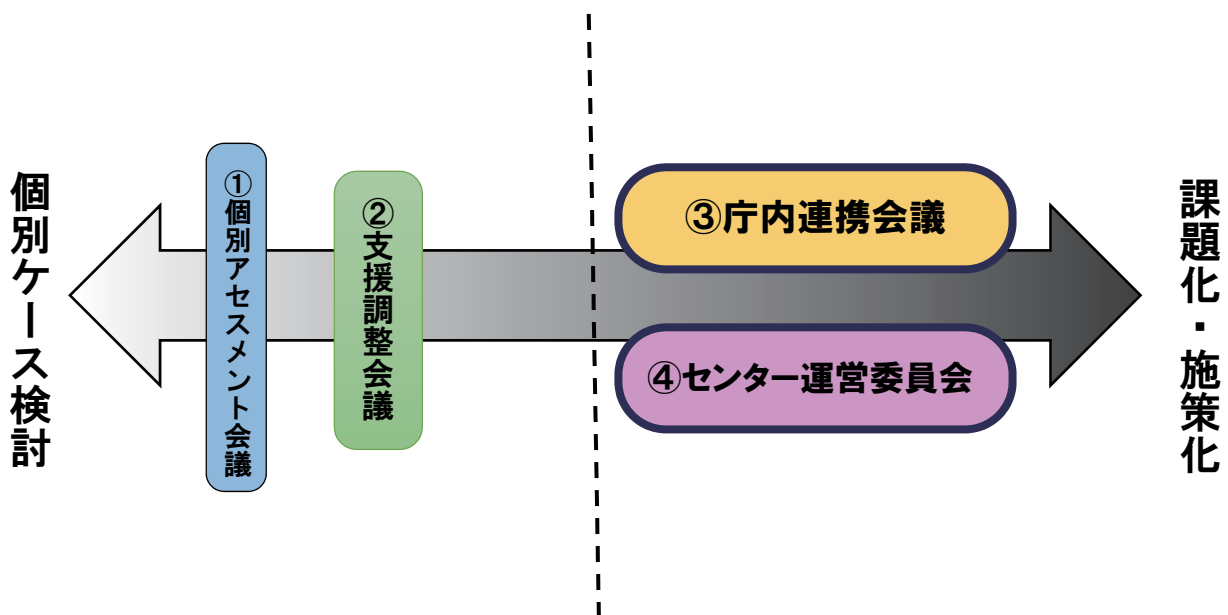 個別ケース検討
①個別アセスメント会議
②支援調整会議
③庁内連携会議
④センター運営委員会
課題化・施策化